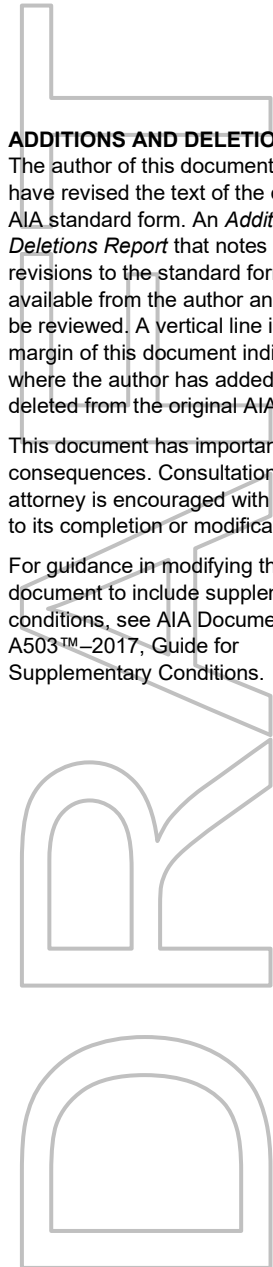 ADDITIONS AND DELETIO
The author of this document
have revised the text of the
AIA standard form. An Addit
Deletions Report that notes
revisions to the standard for
available from the author an
be reviewed. A vertical line i
margin of this document indi
where the author has added
deleted from the original AIA
This document has importan
consequences. Consultation
attorney is encouraged with
to its completion or modifica
For guidance in modifying th
document to include supple
conditions, see AIA Docume
A503™–2017, Guide for
Supplementary Conditions.
DRAFT